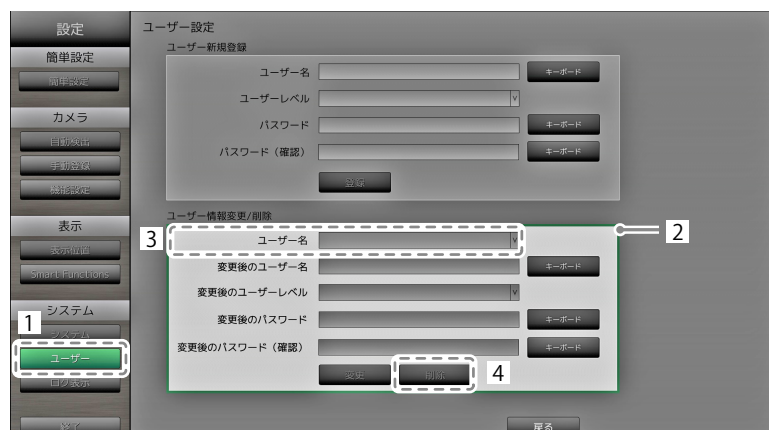 設定
簡単設定
簡単設定
カメラ
自動検出
手動登録
機能設定
表示
表示位置
Smart Functions
システム
1
システム
ユーザー
ログ表示
終了
ユーザー設定
ユーザー新規登録
ユーザー名
キーボード
ユーザーレベル
v
パスワード
キーボード
パスワード（確認）
キーボード
登録
ユーザー情報変更/削除
2
3
ユーザー名
v
変更後のユーザー名
キーボード
変更後のユーザーレベル
v
変更後のパスワード
キーボード
変更後のパスワード（確認）
キーボード
変更
削除
4
戻る